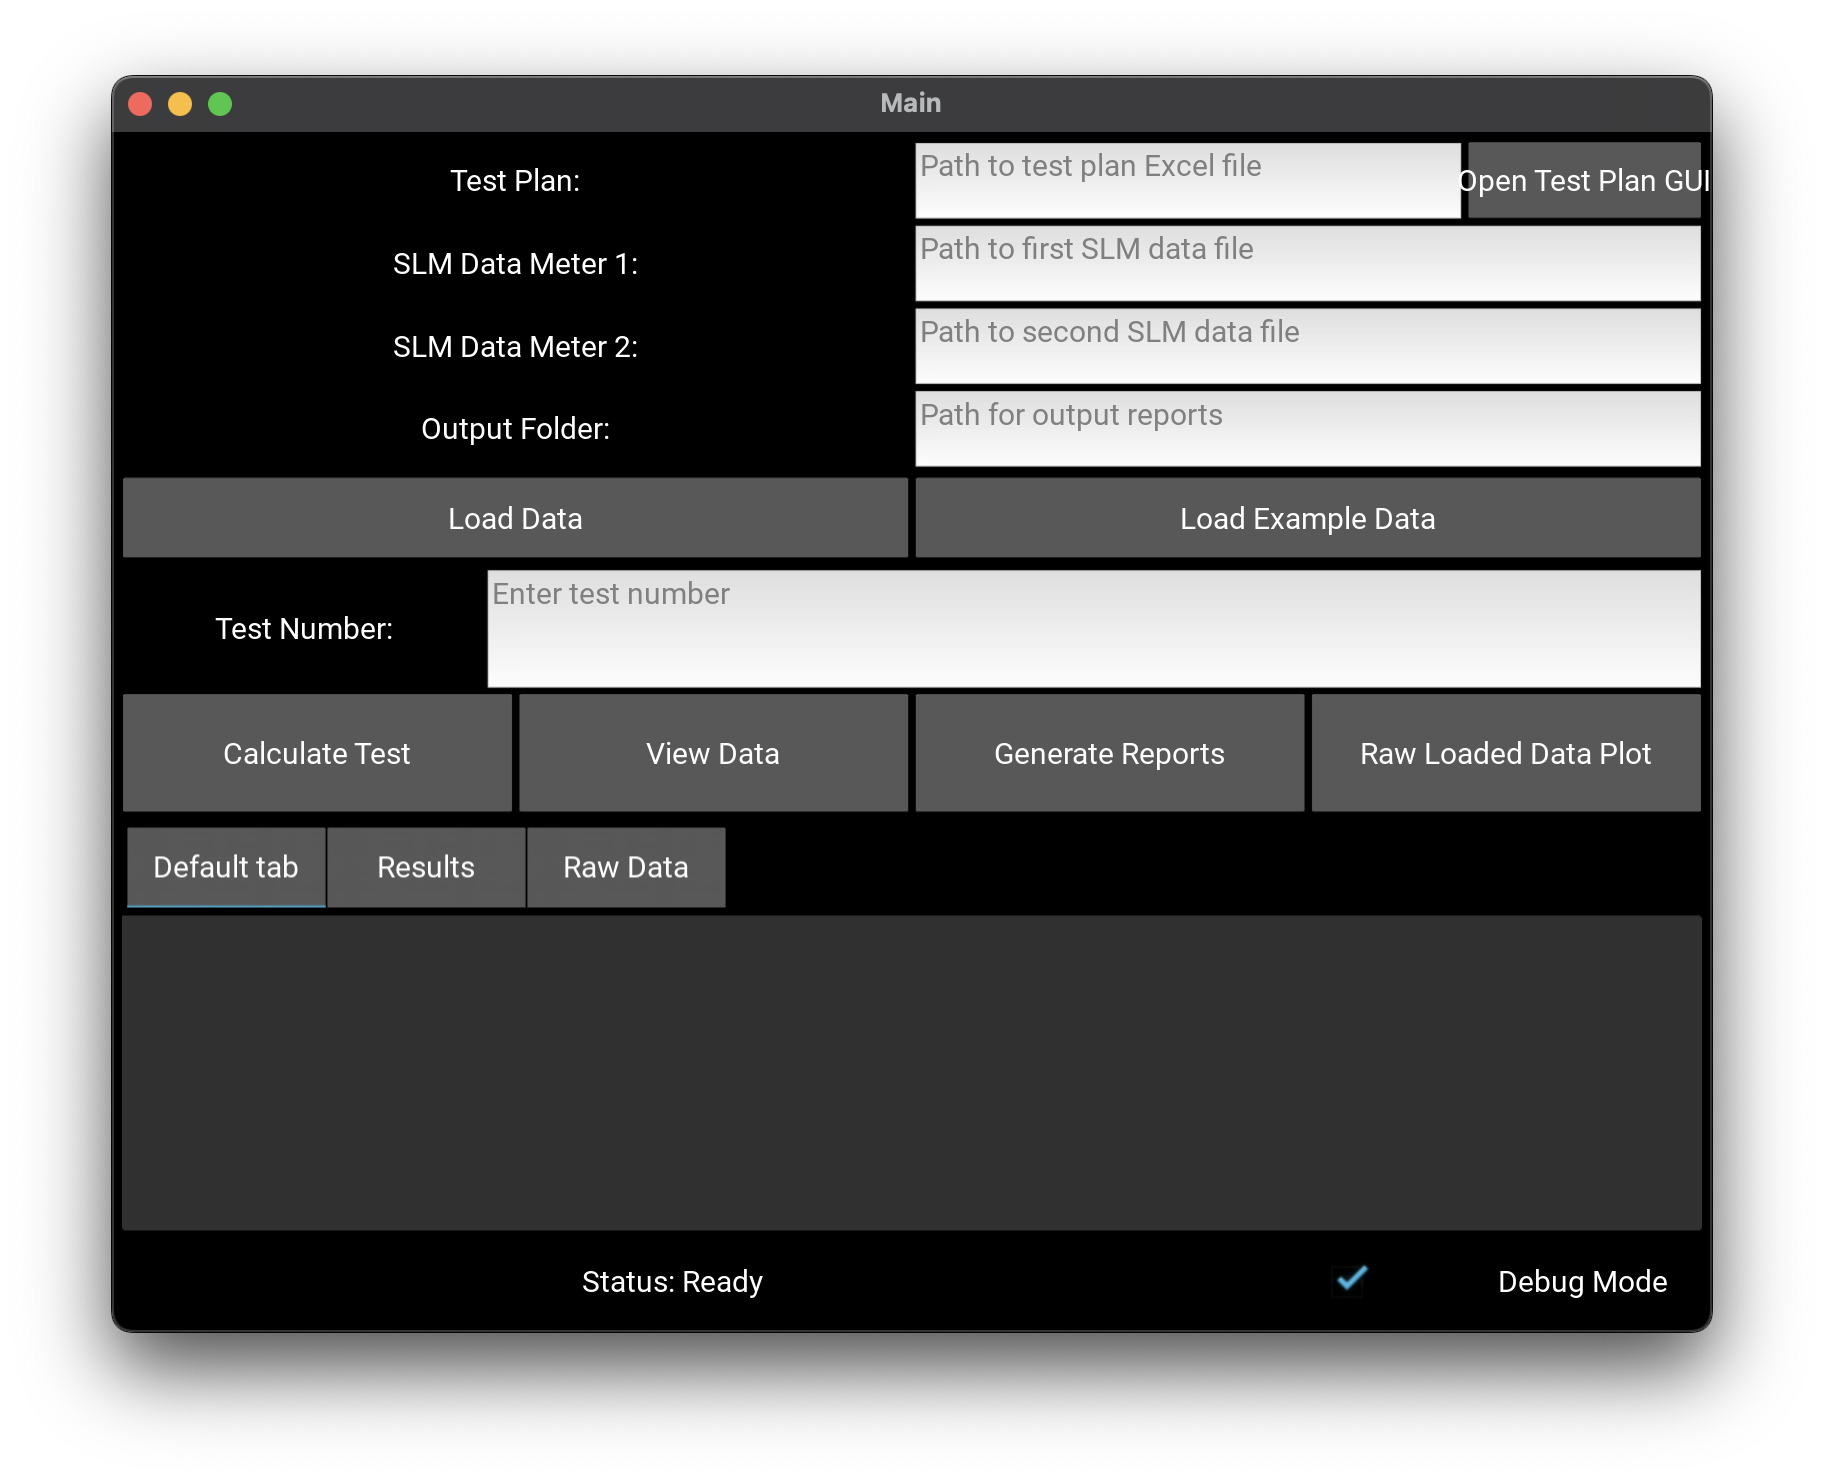 Main
Test Plan:
Path to test plan Excel file
Open Test Plan GUI
SLM Data Meter 1:
Path to first SLM data file
SLM Data Meter 2:
Path to second SLM data file
Output Folder:
Path for output reports
Load Data
Load Example Data
Test Number:
Enter test number
Calculate Test
View Data
Generate Reports
Raw Loaded Data Plot
Default tab
Results
Raw Data
Status: Ready
Debug Mode